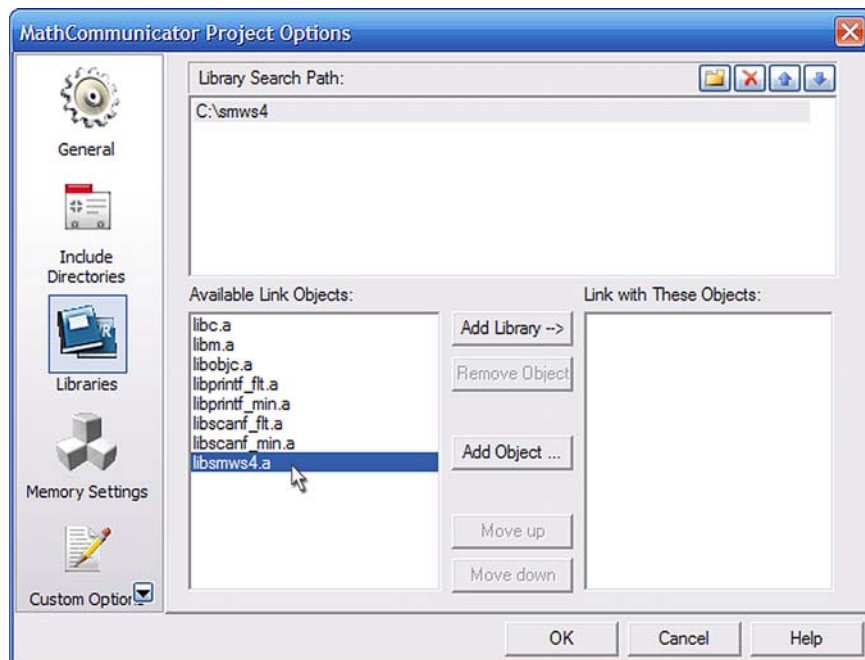 MathCommunicator Project Options
General
Include
Directories
Libraries
Memory Settings
Custom Option
Library Search Path:
C:\smws4
Available Link Objects:
libc.a
libm.a
libobjc.a
libprintf_flt.a
libprintf_min.a
libscanf_flt.a
libscanf_min.a
libsmws4.a
Add Library -->
Remove Object
Add Object ...
Move up
Move down
Link with These Objects:
OK
Cancel
Help